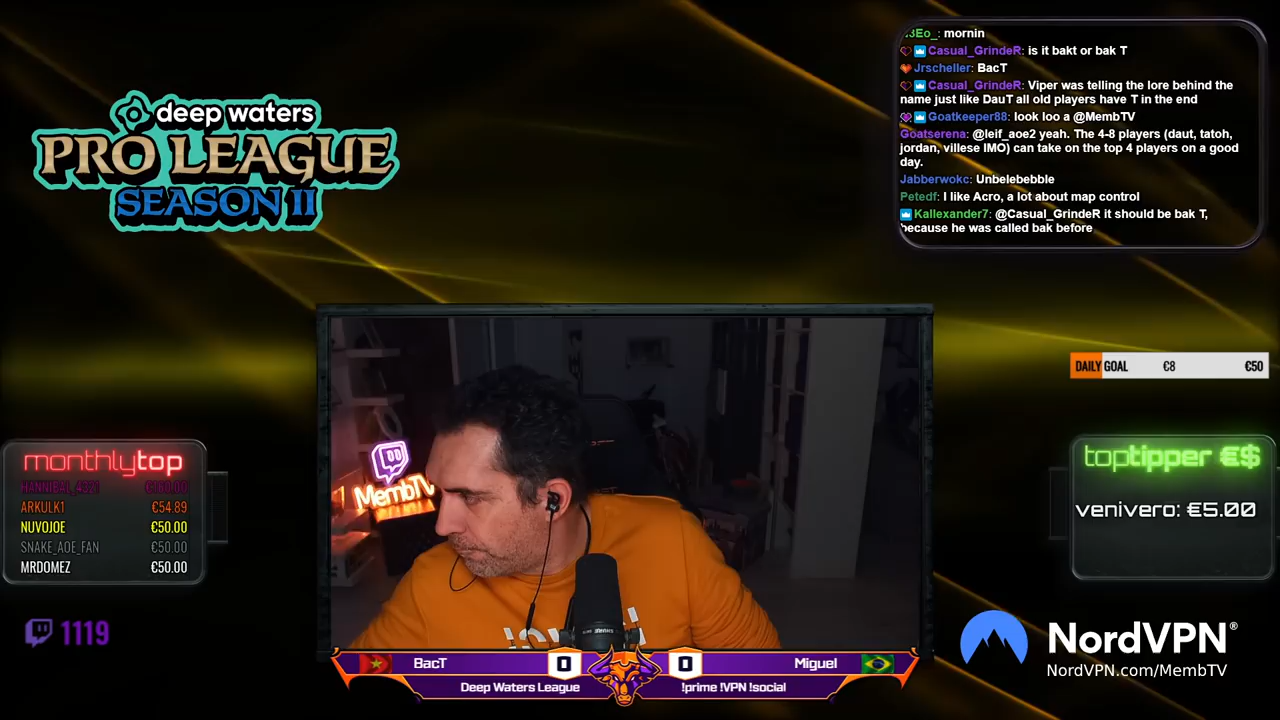 deep waters
PRO LEAGUE
SEASON II
3Eo_: mornin
Casual_GrindeR: is it bakt or bak T
Jrscheller: BacT
Casual_GrindeR: Viper was telling the lore behind the
name just like DauT all old players have T in the end
Goatkeeper88: look loo a @MembTV
Goatserena: @leif_aoe2 yeah. The 4-8 players (daut, tatoh,
jordan, villese IMO) can take on the top 4 players on a good
day.
Jabberwokc: Unbelebebble
Petedf: I like Acro, a lot about map control
Kallexander7: @Casual_GrindeR it should be bak T,
because he was called bak before
DAILY GOAL €8 €50
monthlytop
ARKULK1 €54.89
NUVOJOE €50.00
SNAKE_AOE_FAN €50.00
MRDOMEZ €50.00
1119
MembTV
toptipper €$
venivero: €5.00
BacT 0 0 Miguel
Deep Waters League !prime !VPN !social
NordVPN®
NordVPN.com/MembTV